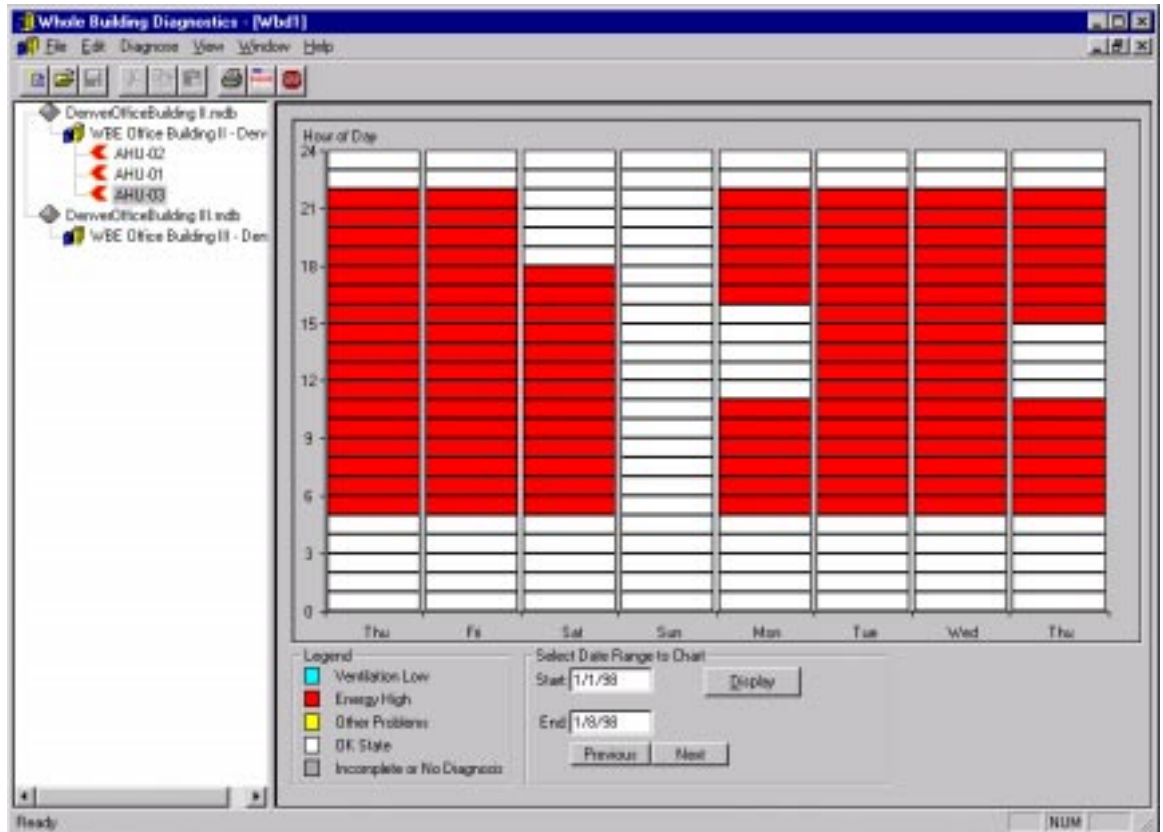 Whole Building Diagnostics - [Wbd1]
File Edit Diagnose View Window Help
DenverOfficeBuilding II.mdb
WBE Office Building II - Denv
AHU-02
AHU-01
AHU-03
DenverOfficeBuilding III.mdb
WBE Office Building III - Den
Hour of Day
24
21
18
15
12
9
6
3
0
Thu Fri Sat Sun Mon Tue Wed Thu
Legend
Ventilation Low
Energy High
Other Problems
OK State
Incomplete or No Diagnosis
Select Date Range to Chart
Start 1/1/98
Display
End 1/8/98
Previous Next
Ready
NUM